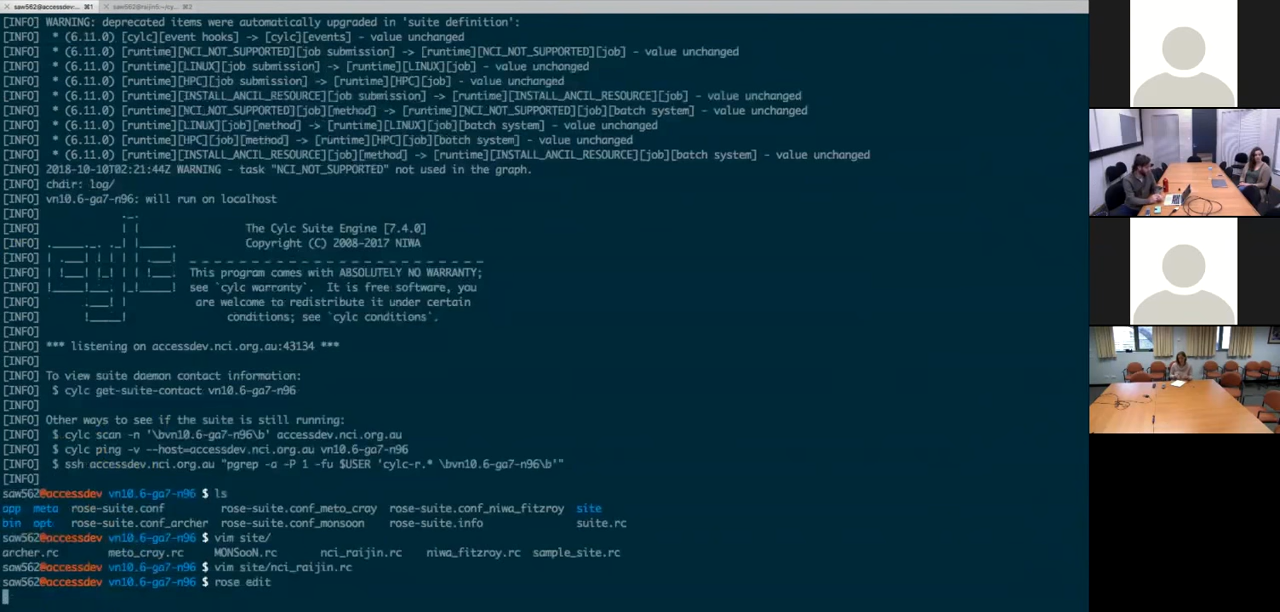 saw562@accessdev: ⌘1
saw562@raijin5:~/cy... ⌘2
[INFO] WARNING: deprecated items were automatically upgraded in 'suite definition':
[INFO]  * (6.11.0) [cylc][event hooks] -> [cylc][events] - value unchanged
[INFO]  * (6.11.0) [runtime][NCI_NOT_SUPPORTED][job submission] -> [runtime][NCI_NOT_SUPPORTED][job] - value unchanged
[INFO]  * (6.11.0) [runtime][LINUX][job submission] -> [runtime][LINUX][job] - value unchanged
[INFO]  * (6.11.0) [runtime][HPC][job submission] -> [runtime][HPC][job] - value unchanged
[INFO]  * (6.11.0) [runtime][INSTALL_ANCIL_RESOURCE][job submission] -> [runtime][INSTALL_ANCIL_RESOURCE][job] - value unchanged
[INFO]  * (6.11.0) [runtime][NCI_NOT_SUPPORTED][job][method] -> [runtime][NCI_NOT_SUPPORTED][job][batch system] - value unchanged
[INFO]  * (6.11.0) [runtime][LINUX][job][method] -> [runtime][LINUX][job][batch system] - value unchanged
[INFO]  * (6.11.0) [runtime][HPC][job][method] -> [runtime][HPC][job][batch system] - value unchanged
[INFO]  * (6.11.0) [runtime][INSTALL_ANCIL_RESOURCE][job][method] -> [runtime][INSTALL_ANCIL_RESOURCE][job][batch system] - value unchanged
[INFO] 2018-10-10T02:21:44Z WARNING - task "NCI_NOT_SUPPORTED" not used in the graph.
[INFO] chdir: log/
[INFO] vn10.6-ga7-n96: will run on localhost
[INFO]            ._.
[INFO]            | |                 The Cylc Suite Engine [7.4.0]
[INFO] ._____._. ._| |_____.          Copyright (C) 2008-2017 NIWA
[INFO] | .___| | | | | .___|  _ _ _ _ _ _ _ _ _ _ _ _ _ _ _ _ _ _ _ _ _
[INFO] | !___| !_! | | !___.  This program comes with ABSOLUTELY NO WARRANTY;
[INFO] !_____!___. |_!_____!  see `cylc warranty`.  It is free software, you
[INFO]       .___! |           are welcome to redistribute it under certain
[INFO]       !_____!                conditions; see `cylc conditions`.
[INFO]
[INFO] *** listening on accessdev.nci.org.au:43134 ***
[INFO]
[INFO] To view suite daemon contact information:
[INFO]  $ cylc get-suite-contact vn10.6-ga7-n96
[INFO]
[INFO] Other ways to see if the suite is still running:
[INFO]  $ cylc scan -n '\bvn10.6-ga7-n96\b' accessdev.nci.org.au
[INFO]  $ cylc ping -v --host=accessdev.nci.org.au vn10.6-ga7-n96
[INFO]  $ ssh accessdev.nci.org.au "pgrep -a -P 1 -fu $USER 'cylc-r.* \bvn10.6-ga7-n96\b'"
[INFO]
saw562@accessdev vn10.6-ga7-n96 $ ls
app  meta  rose-suite.conf         rose-suite.conf_meto_cray  rose-suite.conf_niwa_fitzroy  site
bin  opt   rose-suite.conf_archer  rose-suite.conf_monsoon    rose-suite.info               suite.rc
saw562@accessdev vn10.6-ga7-n96 $ vim site/
archer.rc       meto_cray.rc    MONSooN.rc      nci_raijin.rc   niwa_fitzroy.rc sample_site.rc
saw562@accessdev vn10.6-ga7-n96 $ vim site/nci_raijin.rc
saw562@accessdev vn10.6-ga7-n96 $ rose edit